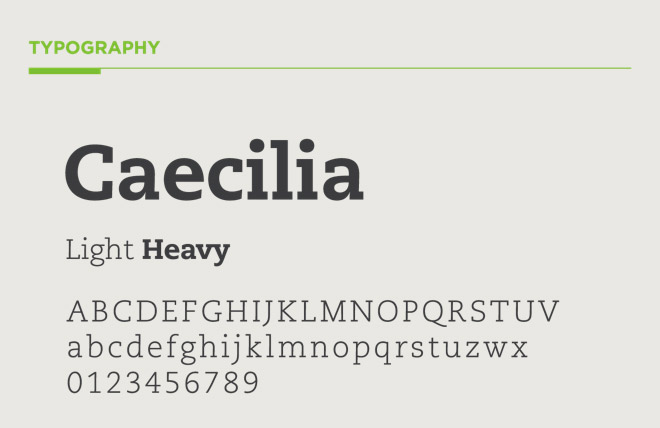 TYPOGRAPHY
Caecilia
Light Heavy
ABCDEFGHIJKLMNOPQRSTUV
abcdefghijklmnopqrstuzwx
0123456789